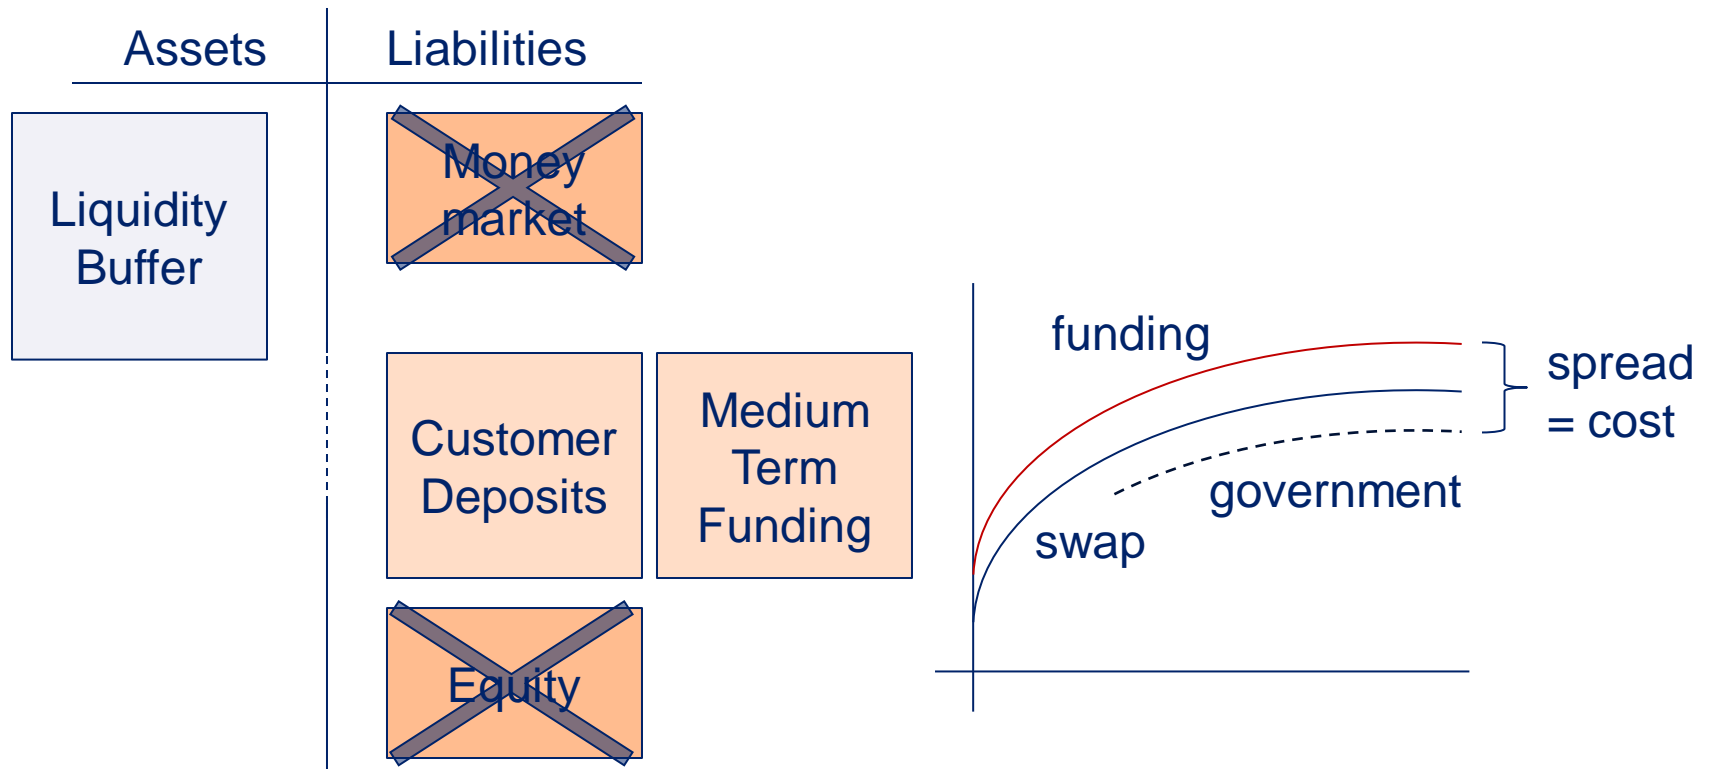 Assets
Liabilities
Liquidity
Buffer
Money
market
Customer
Deposits
Medium
Term
Funding
Equity
funding
swap
government
spread
= cost